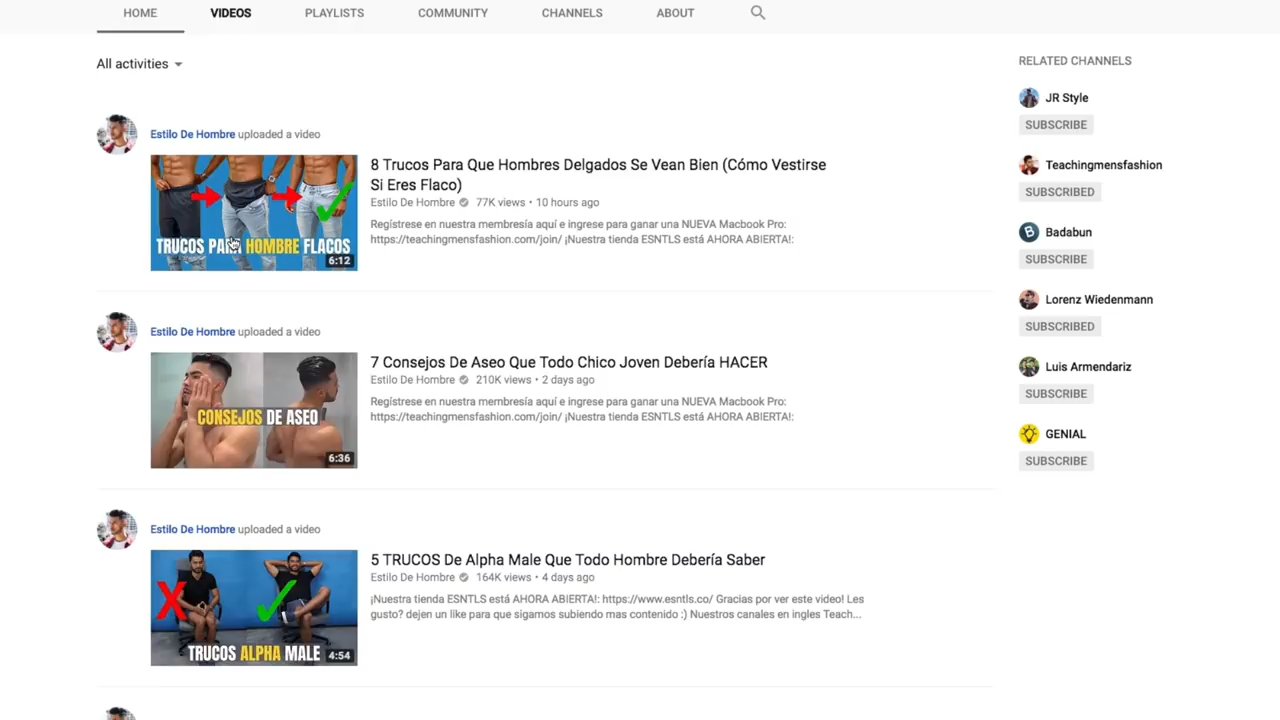 HOME VIDEOS PLAYLISTS COMMUNITY CHANNELS ABOUT
All activities
Estilo De Hombre uploaded a video
TRUCOS PARA HOMBRE FLACOS
6:12
8 Trucos Para Que Hombres Delgados Se Vean Bien (Cómo Vestirse
Si Eres Flaco)
Estilo De Hombre 77K views • 10 hours ago
Regístrese en nuestra membresía aquí e ingrese para ganar una NUEVA Macbook Pro:
https://teachingmensfashion.com/join/ ¡Nuestra tienda ESNTLS está AHORA ABIERTA!:
Estilo De Hombre uploaded a video
CONSEJOS DE ASEO
6:36
7 Consejos De Aseo Que Todo Chico Joven Debería HACER
Estilo De Hombre 210K views • 2 days ago
Regístrese en nuestra membresía aquí e ingrese para ganar una NUEVA Macbook Pro:
https://teachingmensfashion.com/join/ ¡Nuestra tienda ESNTLS está AHORA ABIERTA!:
Estilo De Hombre uploaded a video
X
TRUCOS ALPHA MALE
4:54
5 TRUCOS De Alpha Male Que Todo Hombre Debería Saber
Estilo De Hombre 164K views • 4 days ago
¡Nuestra tienda ESNTLS está AHORA ABIERTA!: https://www.esntls.co/ Gracias por ver este video! Les
gusto? dejen un like para que sigamos subiendo mas contenido :) Nuestros canales en ingles Teach...
RELATED CHANNELS
JR Style
SUBSCRIBE
Teachingmensfashion
SUBSCRIBED
B
Badabun
SUBSCRIBE
Lorenz Wiedenmann
SUBSCRIBED
Luis Armendariz
SUBSCRIBE
GENIAL
SUBSCRIBE